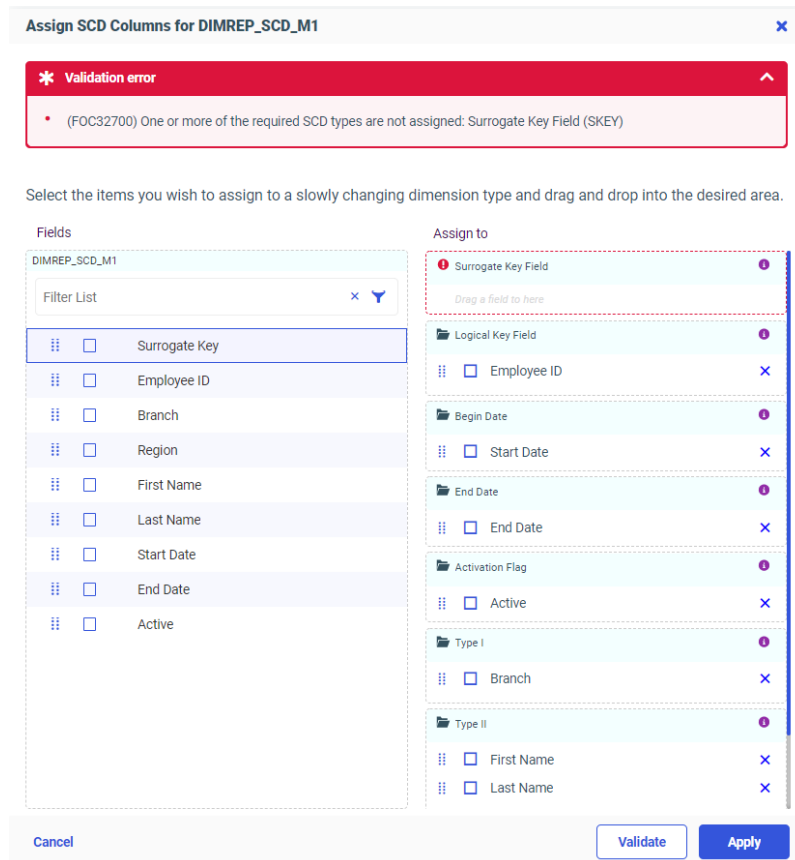 Assign SCD Columns for DIMREP_SCD_M1
Validation error
(FOC32700) One or more of the required SCD types are not assigned: Surrogate Key Field (SKEY)
Select the items you wish to assign to a slowly changing dimension type and drag and drop into the desired area.
Fields
DIMREP_SCD_M1
Filter List
Surrogate Key
Employee ID
Branch
Region
First Name
Last Name
Start Date
End Date
Active
Assign to
Surrogate Key Field
Drag a field to here
Logical Key Field
Employee ID
Begin Date
Start Date
End Date
End Date
Activation Flag
Active
Type I
Branch
Type II
First Name
Last Name
Cancel
Validate
Apply